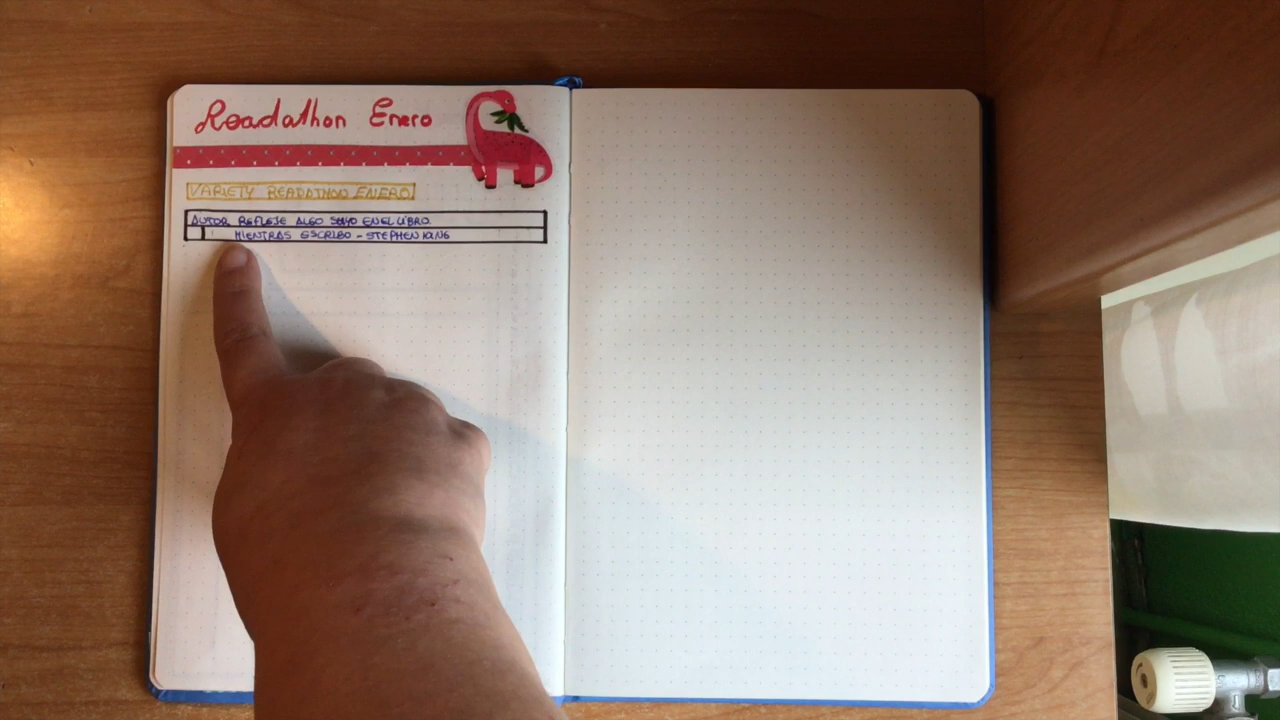 Readathon Enero
VARIETY READATHON ENERO
AUTOR REFLEJE ALGO SUYO EN EL LIBRO.
MIENTRAS ESCRIBO - STEPHEN KING